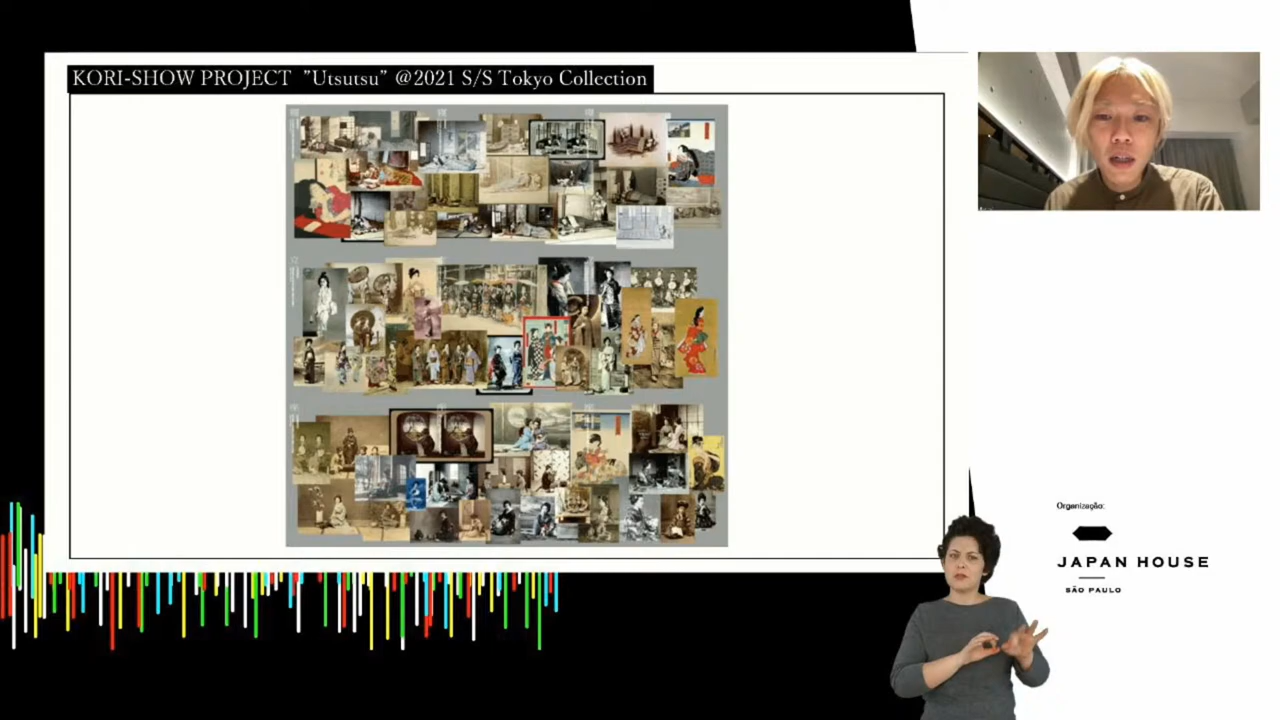 KORI-SHOW PROJECT "Utsutsu" @2021 S/S Tokyo Collection
Organização:
JAPAN HOUSE
SÃO PAULO